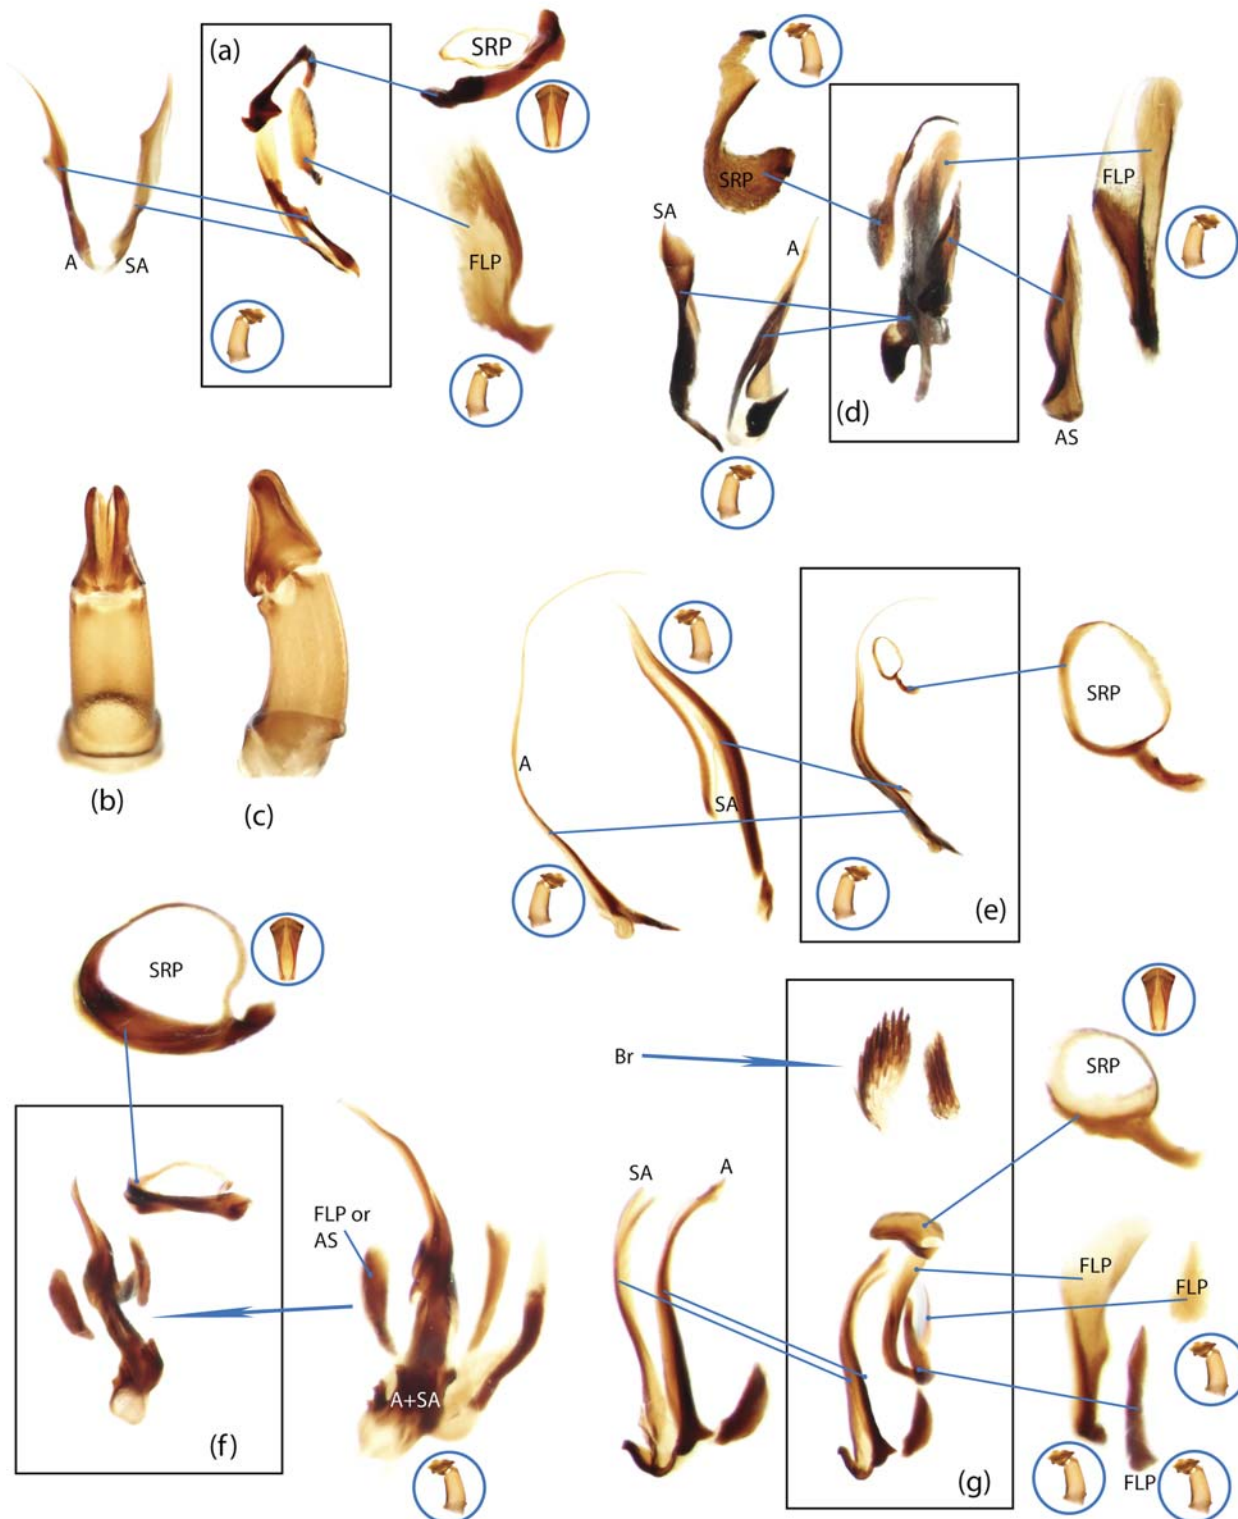 (a)
SRP
A
SA
FLP
SRP
SA
A
FLP
(d)
AS
(b)
(c)
A
SA
SRP
(e)
SRP
FLP or
AS
A+SA
(f)
Br
SA
A
SRP
FLP
FLP
FLP
(g)